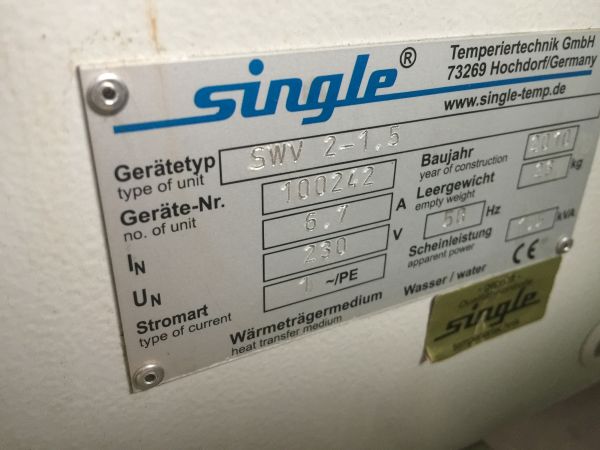 single®
Temperiertechnik GmbH
73269 Hochdorf/Germany
www.single-temp.de
Gerätetyp SWV 2-1.5
type of unit
Geräte-Nr. 100242
no. of unit
IN 6.7 A
UN 230 V
Stromart 1 ~/PE
type of current
Wärmeträgermedium Wasser / water
heat transfer medium
Baujahr 2010
year of construction
Leergewicht kg
empty weight
50 Hz
Scheinleistung kVA
apparent power
CE
single